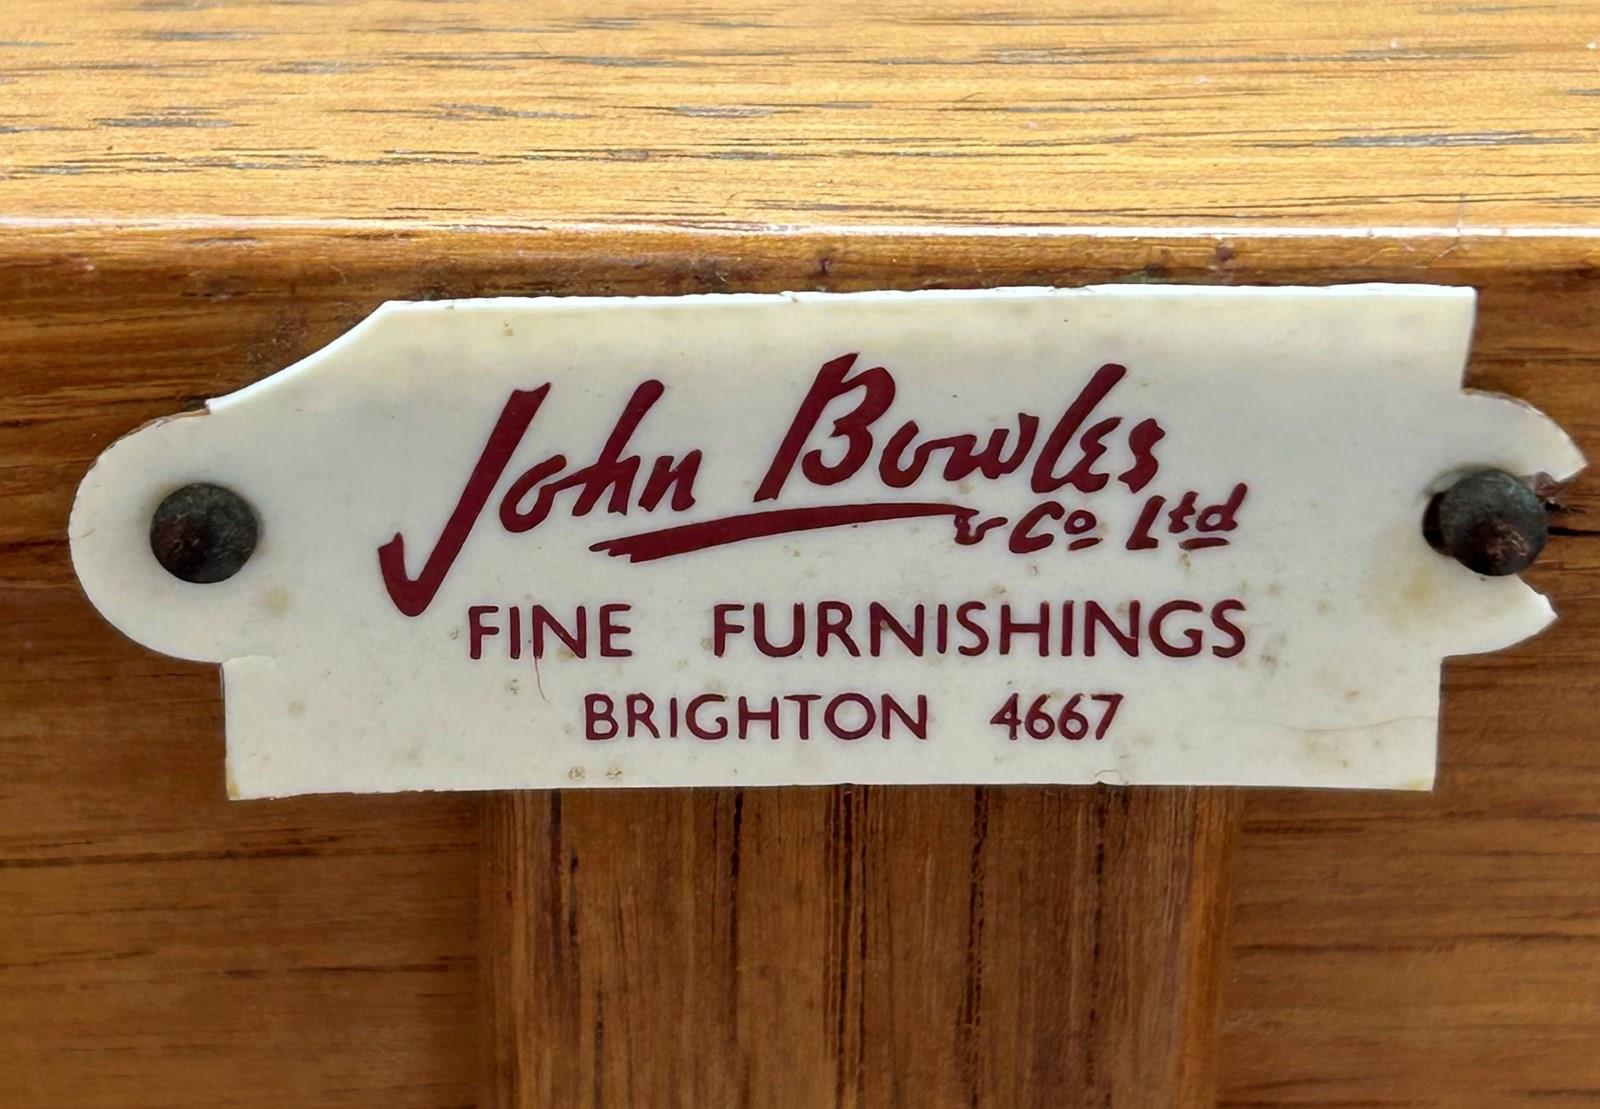 John Bowles
& Co Ltd
FINE FURNISHINGS
BRIGHTON 4667